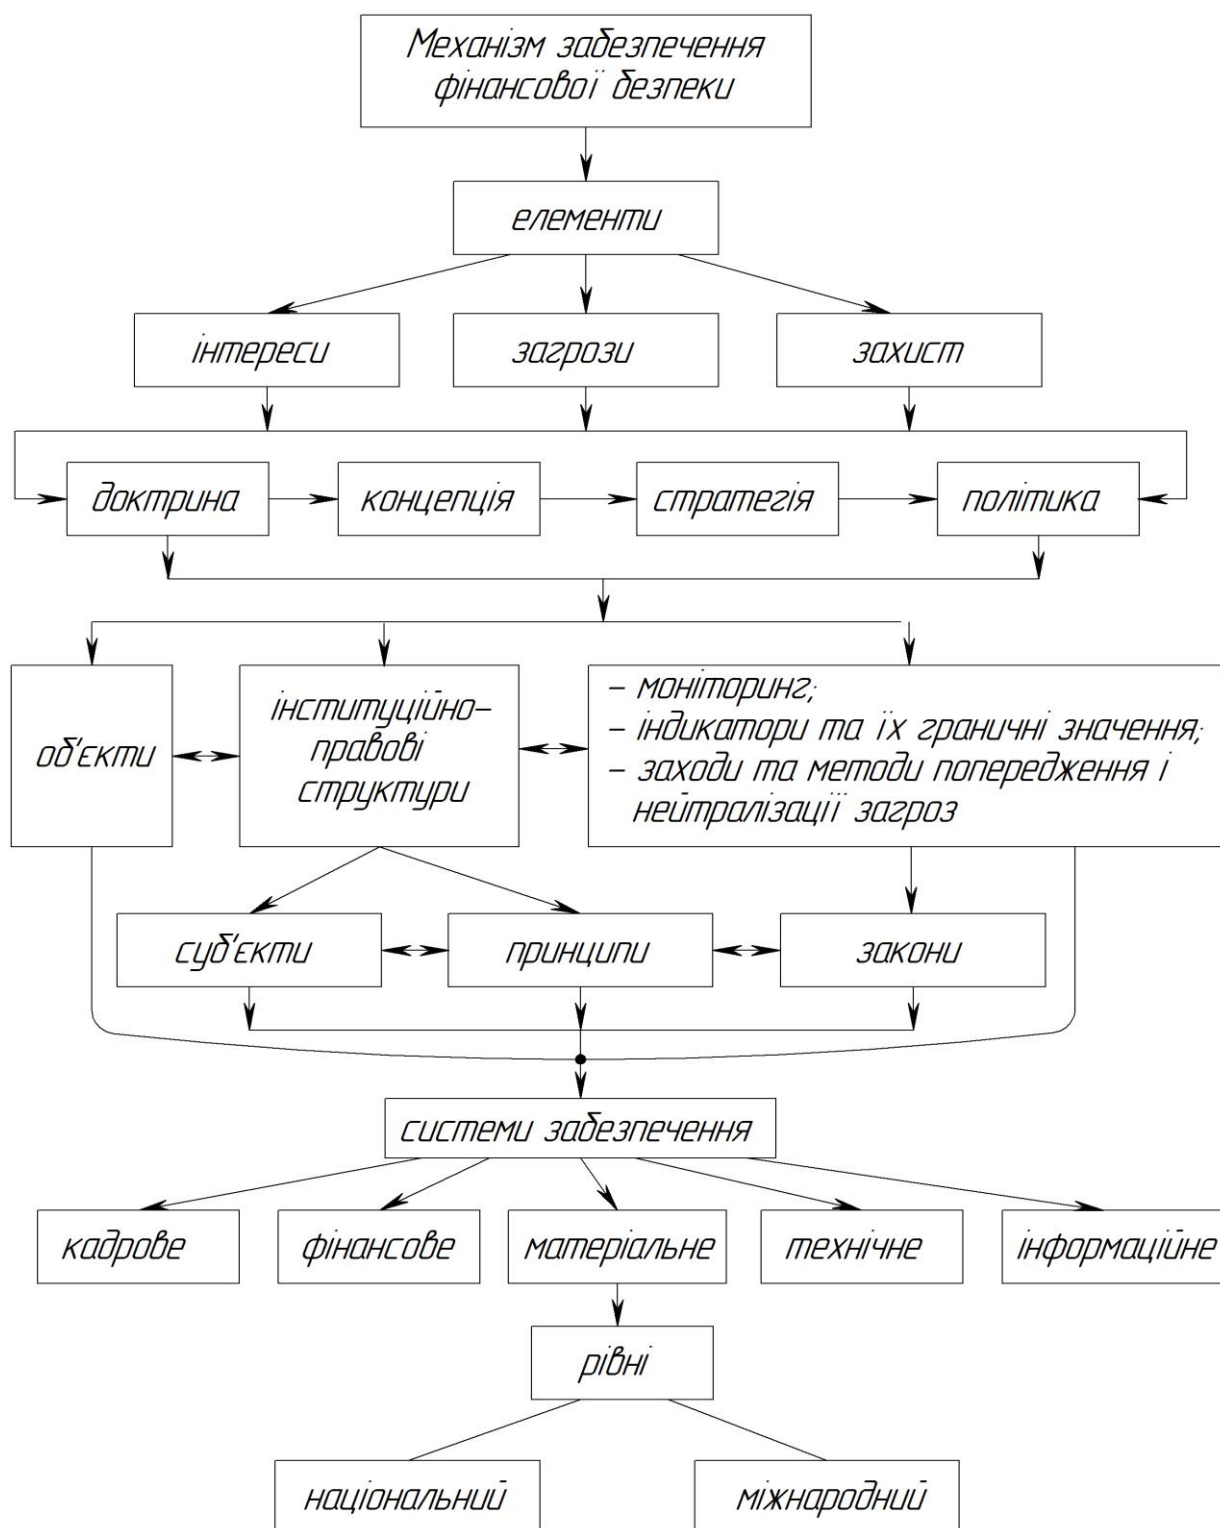 Механізм забезпечення
фінансової безпеки
елементи
інтереси
загрози
захист
доктрина
концепція
стратегія
політика
об'єкти
інституційно-
правові
структури
– моніторинг;
– індикатори та їх граничні значення;
– заходи та методи попередження і
нейтралізації загроз
суб'єкти
принципи
закони
системи забезпечення
кадрове
фінансове
матеріальне
технічне
інформаційне
рівні
національний
міжнародний